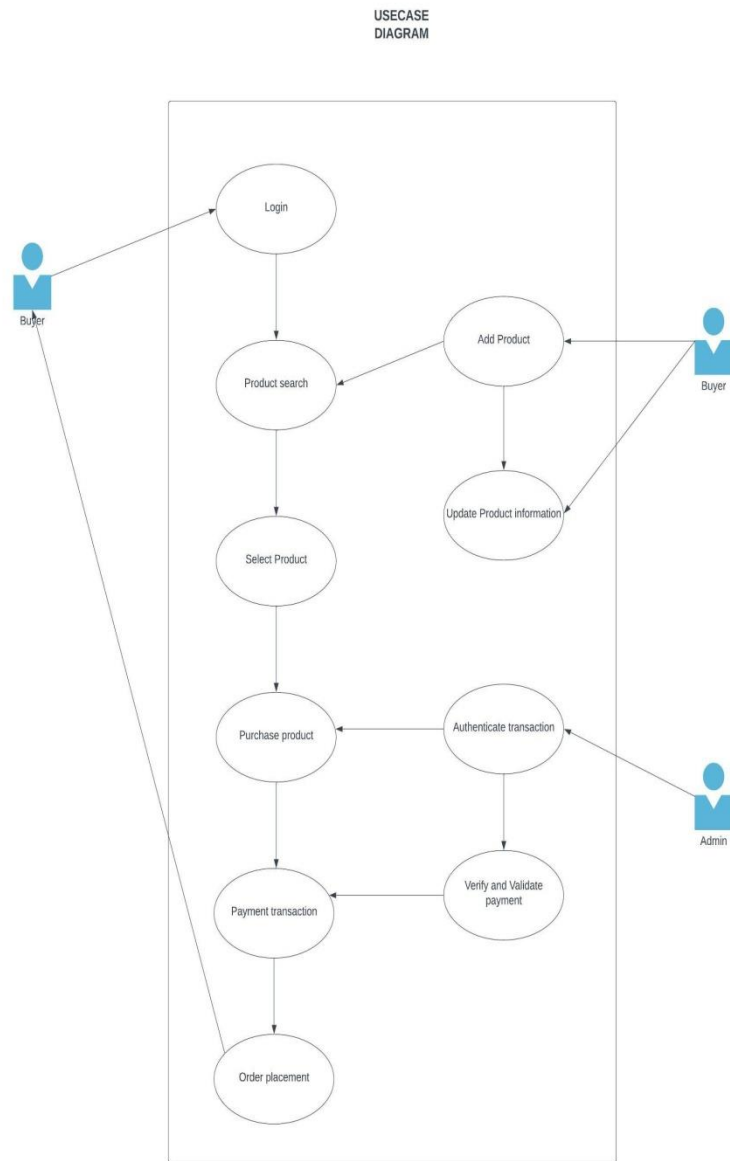 USECASE
DIAGRAM
Login
Buyer
Add Product
Product search
Buyer
Update Product information
Select Product
Purchase product
Authenticate transaction
Admin
Verify and Validate
payment
Payment transaction
Order placement